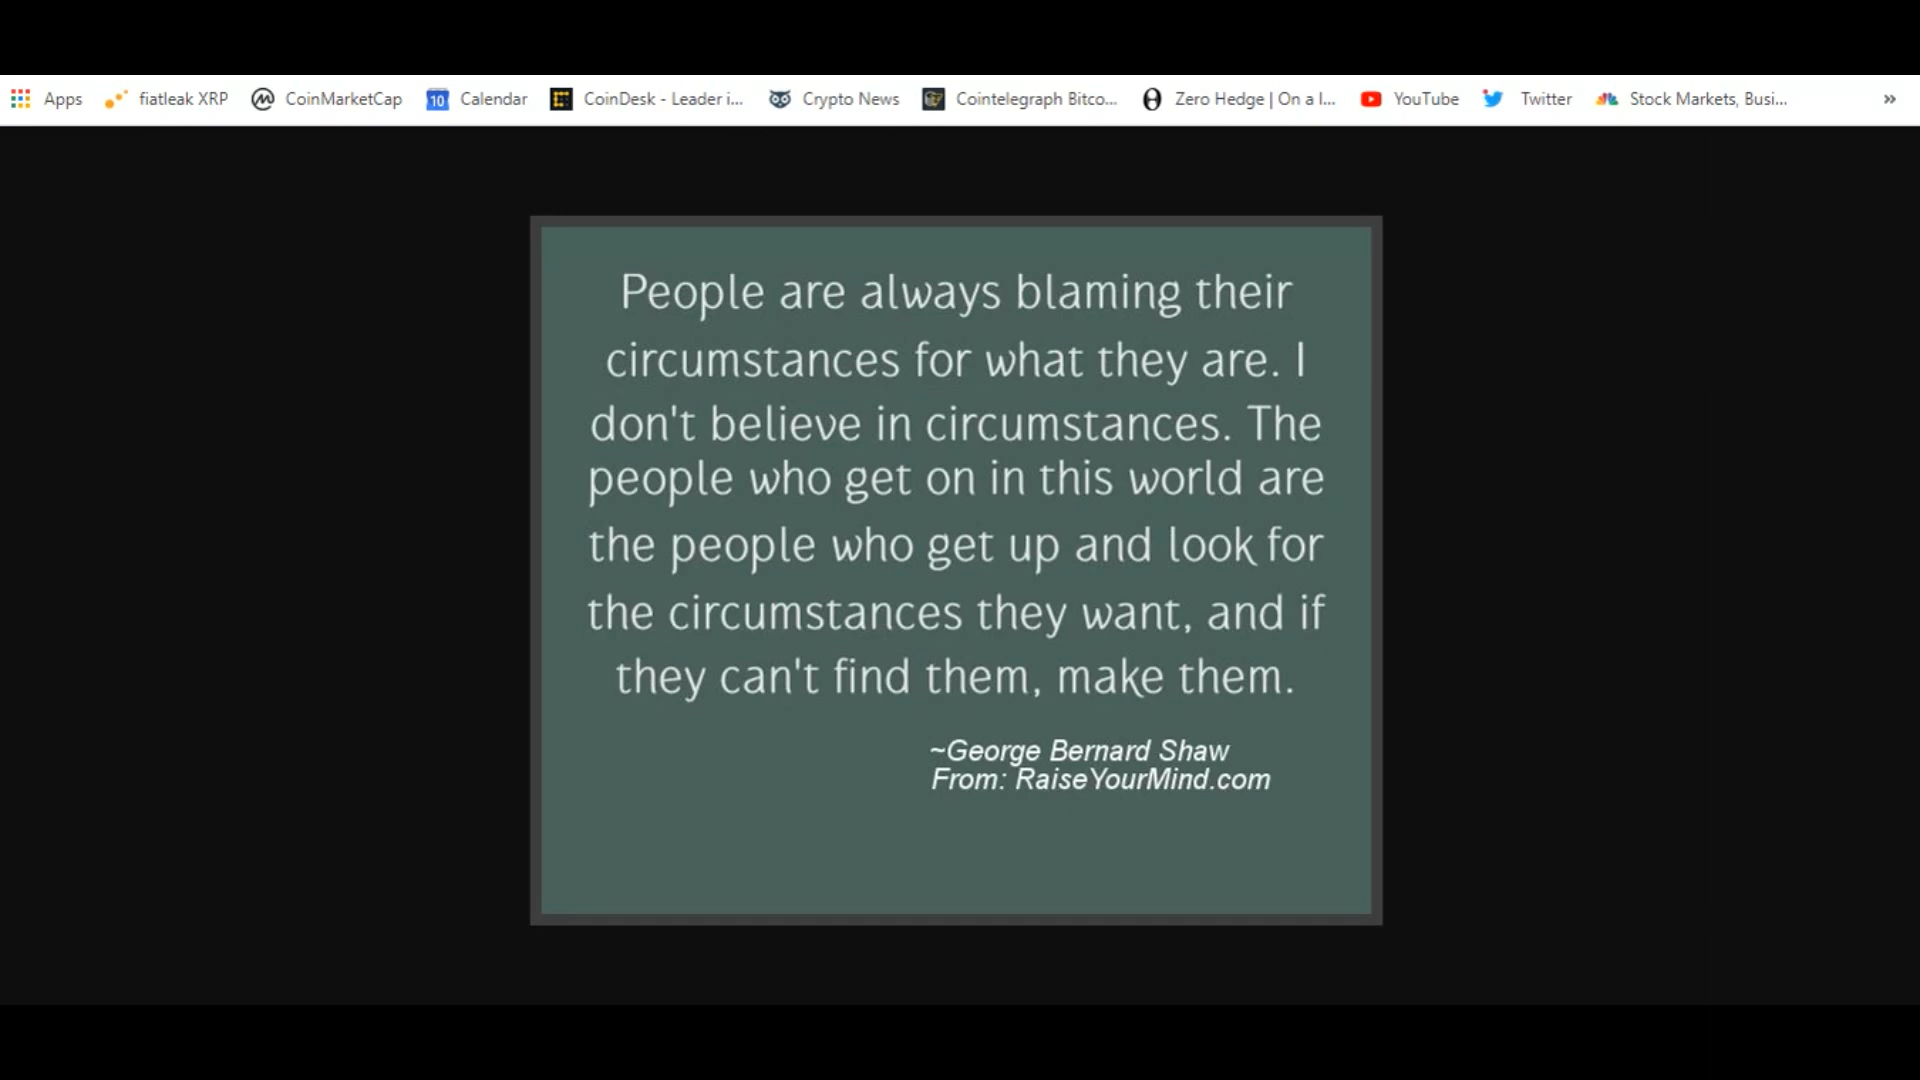 Apps fiatleak XRP CoinMarketCap 10 Calendar CoinDesk - Leader i... Crypto News Cointelegraph Bitco... Zero Hedge | On a l... YouTube Twitter Stock Markets, Busi... »
People are always blaming their
circumstances for what they are. I
don't believe in circumstances. The
people who get on in this world are
the people who get up and look for
the circumstances they want, and if
they can't find them, make them.
~George Bernard Shaw
From: RaiseYourMind.com